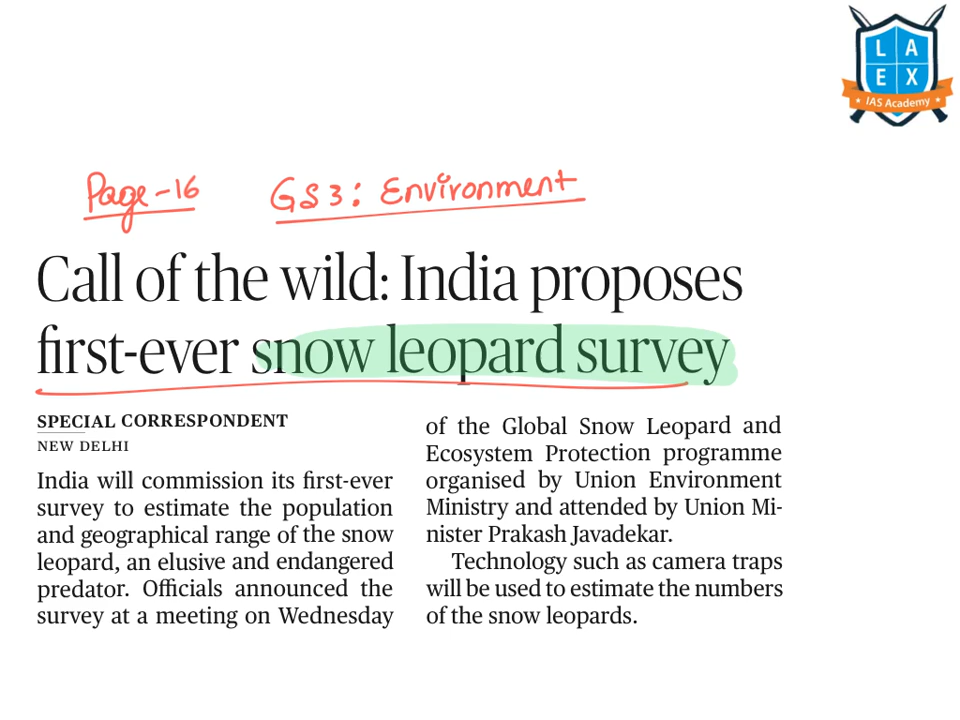 L A
E X
IAS Academy
Page-16 GS3: Environment
Call of the wild: India proposes
first-ever snow leopard survey
SPECIAL CORRESPONDENT
NEW DELHI
India will commission its first-ever
survey to estimate the population
and geographical range of the snow
leopard, an elusive and endangered
predator. Officials announced the
survey at a meeting on Wednesday
of the Global Snow Leopard and
Ecosystem Protection programme
organised by Union Environment
Ministry and attended by Union Mi-
nister Prakash Javadekar.
Technology such as camera traps
will be used to estimate the numbers
of the snow leopards.